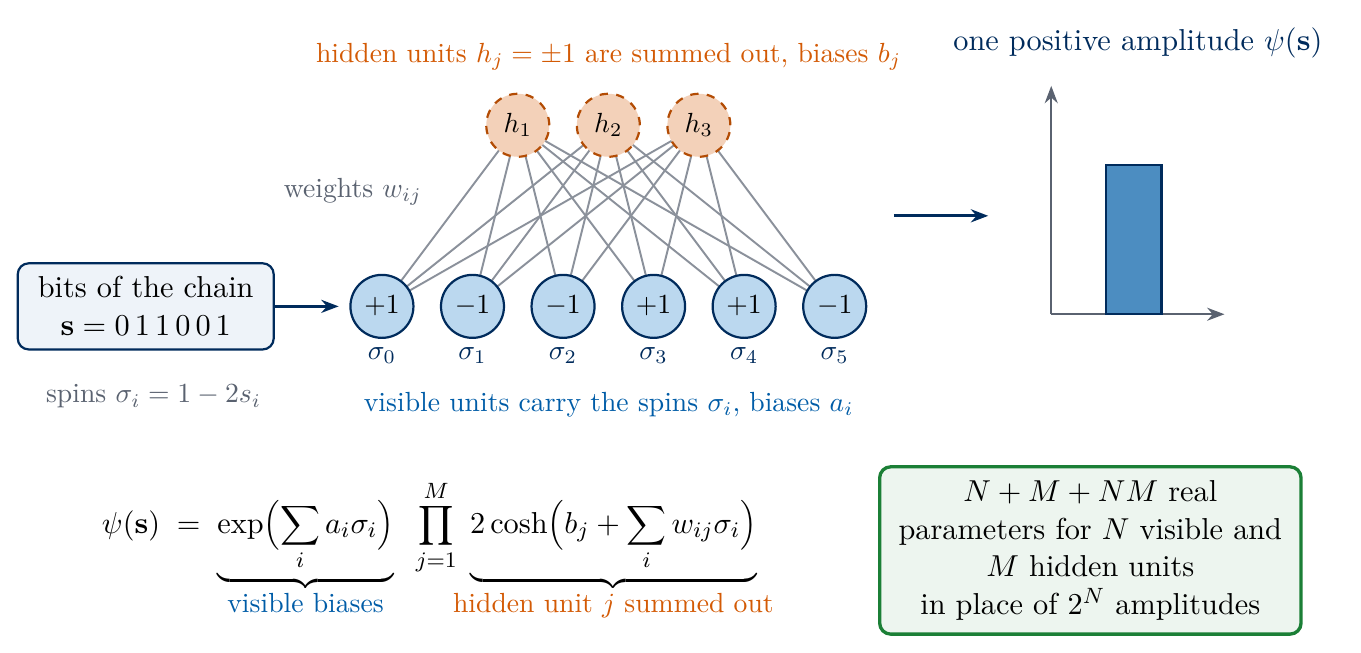 hidden units $h_j = \pm 1$ are summed out, biases $b_j$
one positive amplitude $\psi(\mathbf{s})$
$h_1$ $h_2$ $h_3$
weights $w_{ij}$
bits of the chain
$\mathbf{s} = 0\,1\,1\,0\,0\,1$
+1 −1 −1 +1 +1 −1
$\sigma_0$ $\sigma_1$ $\sigma_2$ $\sigma_3$ $\sigma_4$ $\sigma_5$
spins $\sigma_i = 1 - 2s_i$
visible units carry the spins $\sigma_i$, biases $a_i$
$\psi(\mathbf{s}) = \underbrace{\exp\Big(\sum_i a_i\sigma_i\Big)} \prod_{j=1}^{M} \underbrace{2\cosh\Big(b_j + \sum_i w_{ij}\sigma_i\Big)}$
visible biases
hidden unit $j$ summed out
$N + M + NM$ real
parameters for $N$ visible and
$M$ hidden units
in place of $2^N$ amplitudes